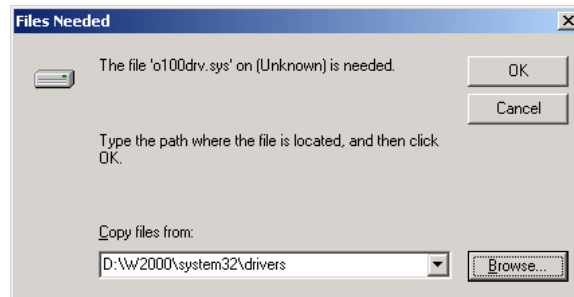 Files Needed
The file 'o100drv.sys' on (Unknown) is needed.
OK
Cancel
Type the path where the file is located, and then click
OK.
Copy files from:
D:\W2000\system32\drivers
Browse...